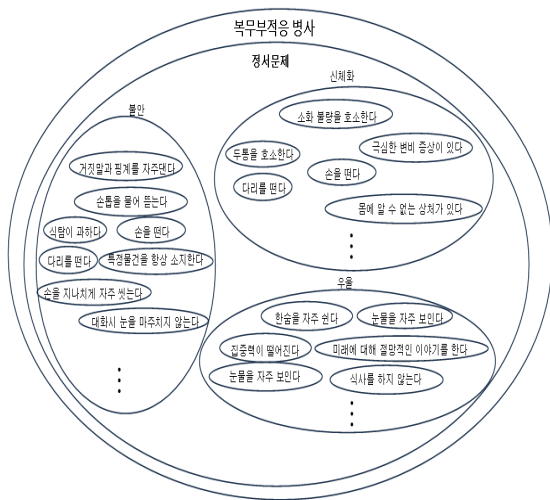 복무부적응 병사
정서문제
불안
거짓말과 핑계를 자주댄다
손톱을 물어 뜯는다
식탐이 과하다
손을 떤다
다리를 떤다
특정물건을 항상 소지한다
손을 지나치게 자주 씻는다
대화시 눈을 마주치지 않는다
신체화
소화 불량을 호소한다
두통을 호소한다
극심한 변비 증상이 있다
손을 떤다
다리를 떤다
몸에 알 수 없는 상처가 있다
우울
한숨을 자주 쉰다
눈물을 자주 보인다
집중력이 떨어진다
미래에 대해 절망적인 이야기를 한다
눈물을 자주 보인다
식사를 하지 않는다